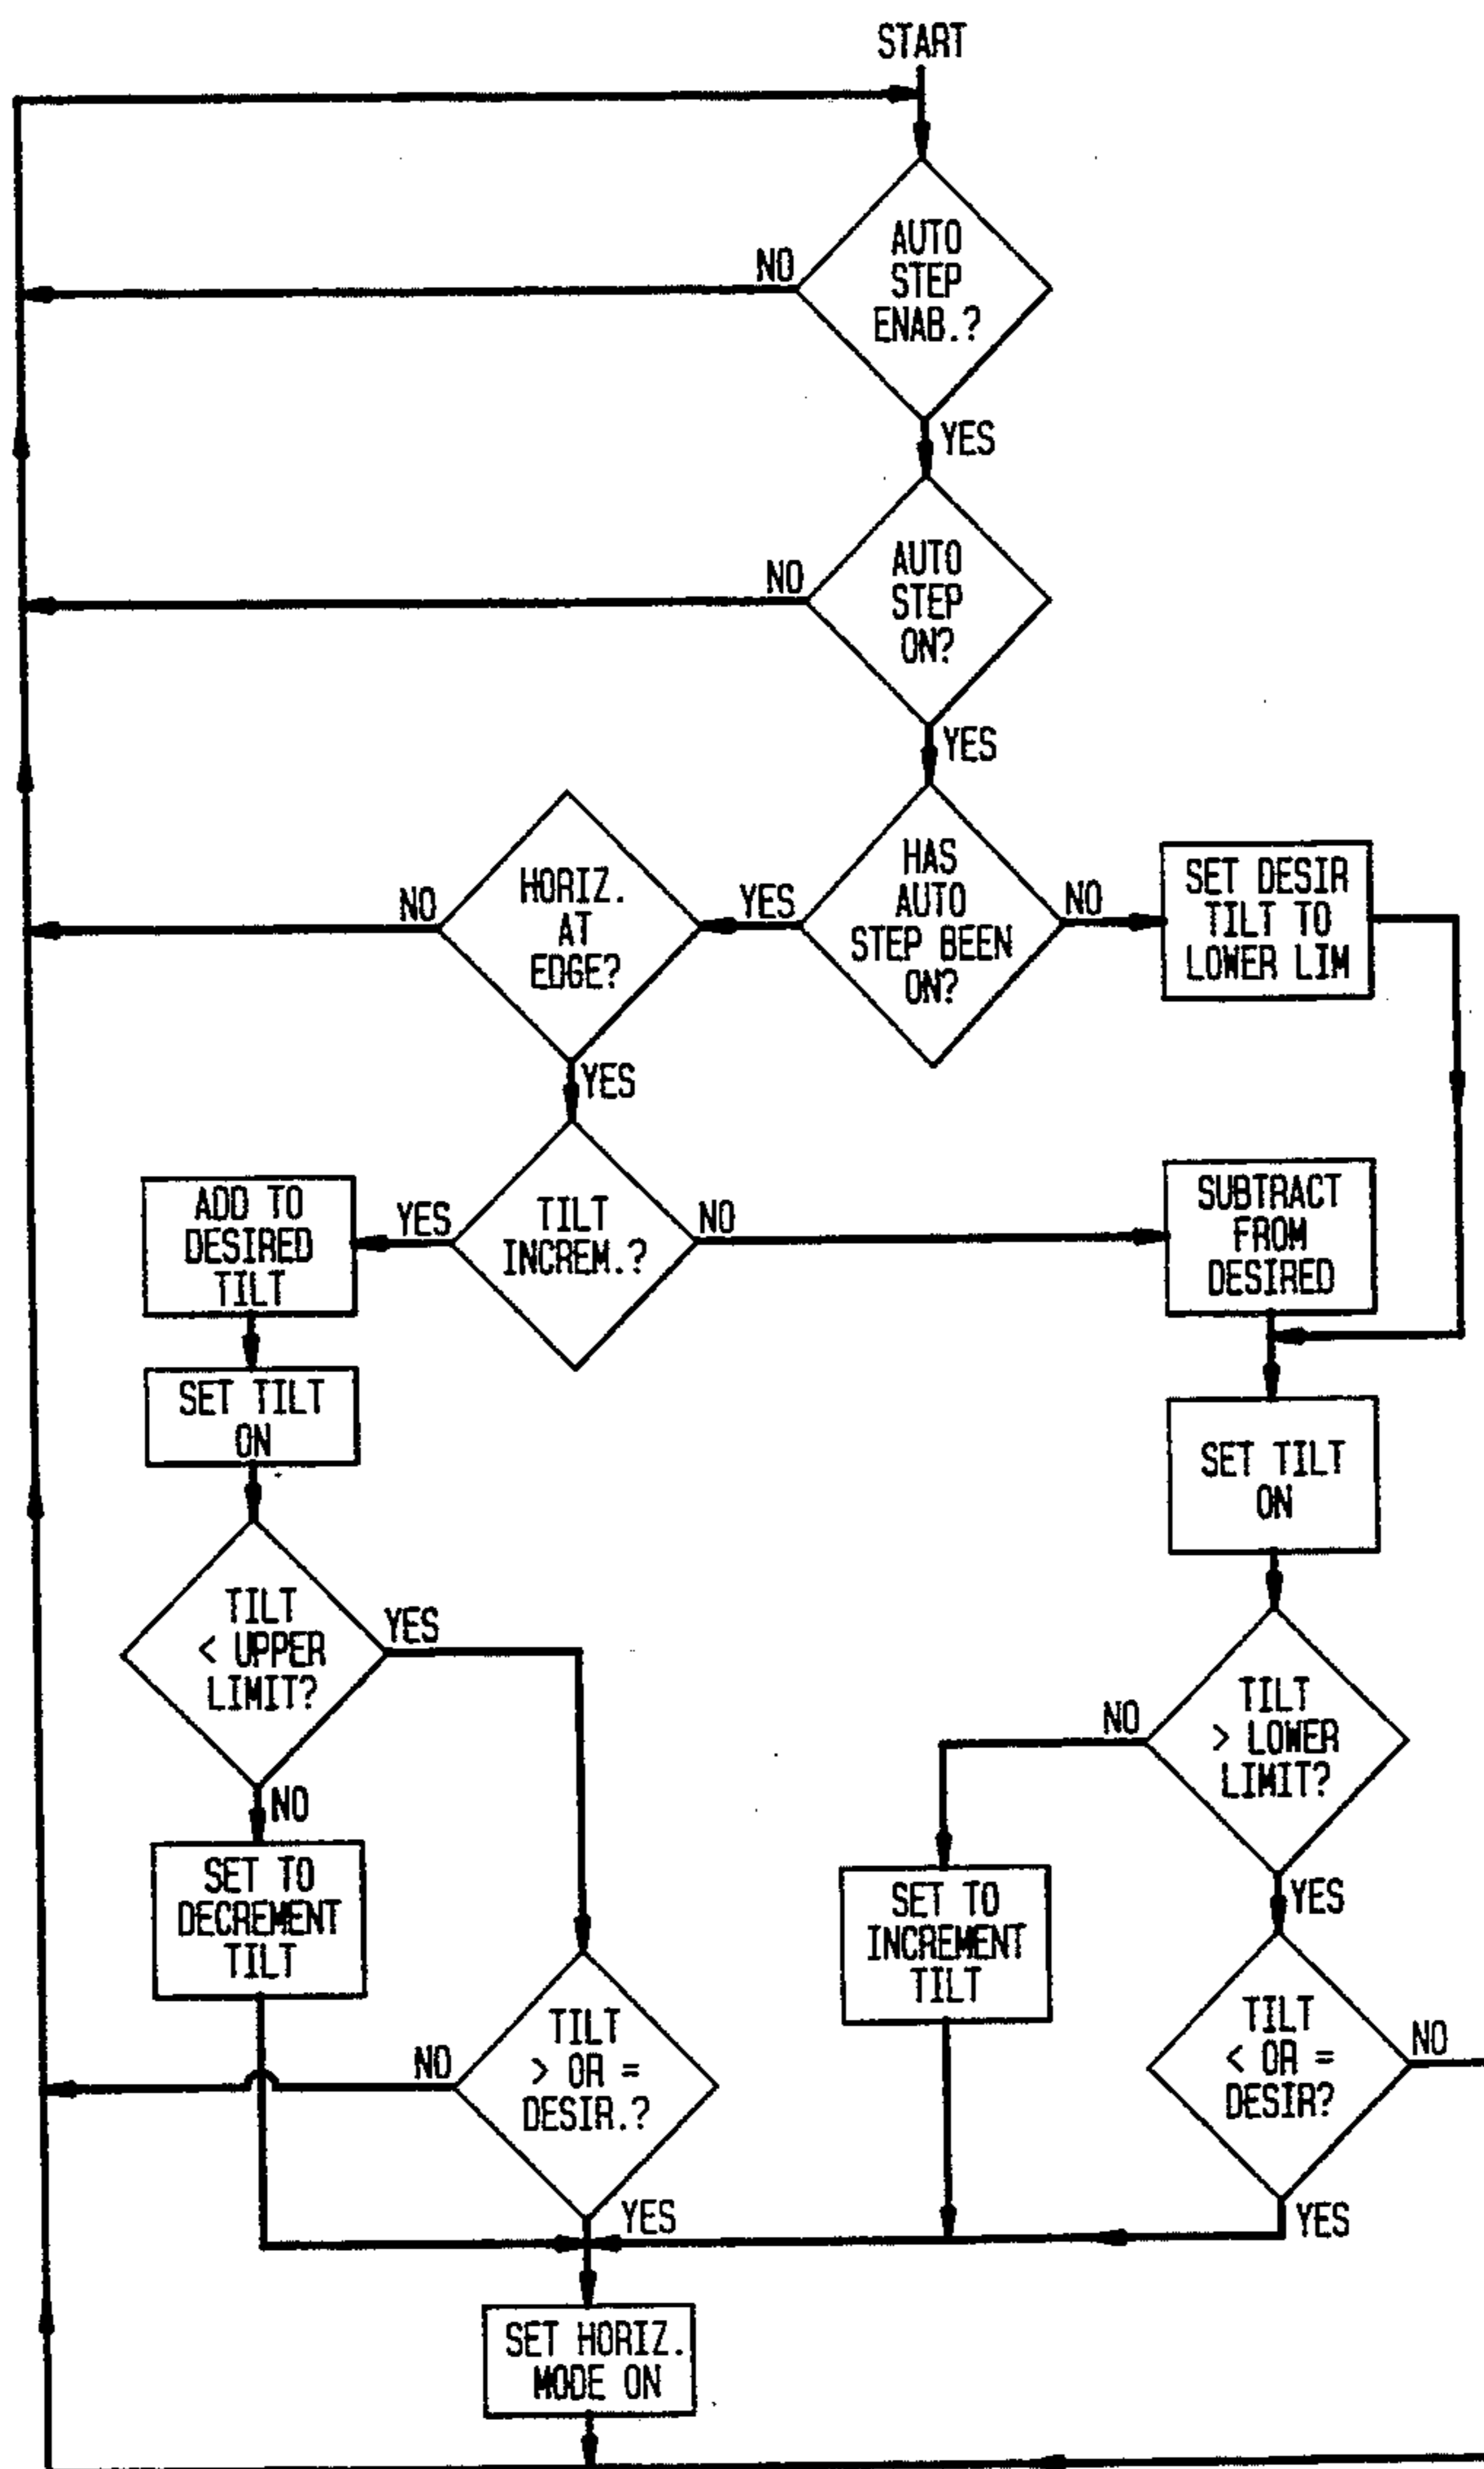 START
AUTO
STEP
ENAB.?
NO
YES
AUTO
STEP
ON?
NO
YES
HAS
AUTO
STEP BEEN
ON?
YES
NO
HORIZ.
AT
EDGE?
NO
YES
SET DESIR
TILT TO
LOWER LIM
TILT
INCREM.?
YES
NO
ADD TO
DESIRED
TILT
SUBTRACT
FROM
DESIRED
SET TILT
ON
SET TILT
ON
TILT
< UPPER
LIMIT?
YES
NO
TILT
> LOWER
LIMIT?
NO
YES
SET TO
DECREMENT
TILT
SET TO
INCREMENT
TILT
TILT
> OR =
DESIR.?
NO
YES
TILT
< OR =
DESIR?
NO
YES
SET HORIZ.
MODE ON